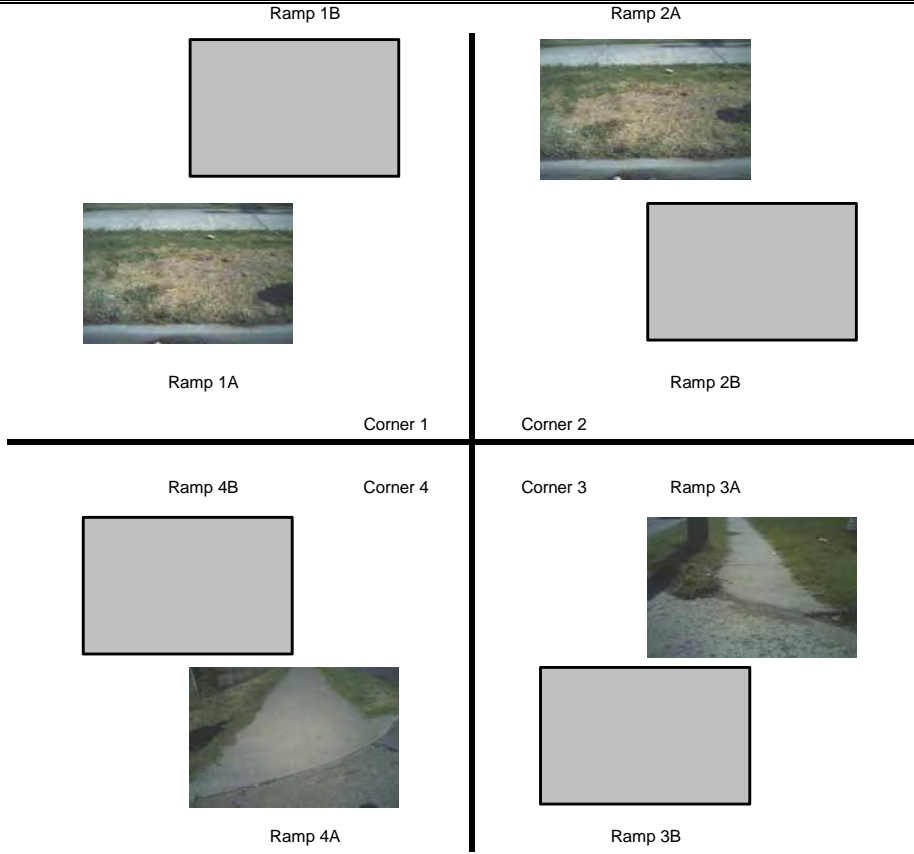 Ramp 1B
Ramp 2A
Ramp 1A
Ramp 2B
Corner 1
Corner 2
Ramp 4B
Corner 4
Corner 3
Ramp 3A
Ramp 4A
Ramp 3B